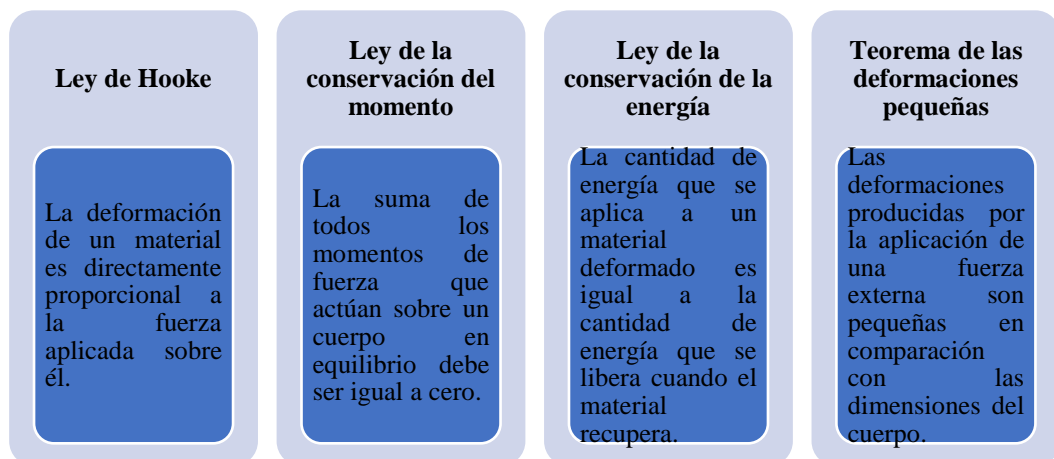 Ley de Hooke
La deformación
de un material
es directamente
proporcional a
la fuerza
aplicada sobre
él.
Ley de la
conservación del
momento
La suma de
todos los
momentos de
fuerza que
actúan sobre un
cuerpo en
equilibrio debe
ser igual a cero.
Ley de la
conservación de la
energía
La cantidad de
energía que se
aplica a un
material
deformado es
igual a la
cantidad de
energía que se
libera cuando el
material
recupera.
Teorema de las
deformaciones
pequeñas
Las
deformaciones
producidas por
la aplicación de
una fuerza
externa son
pequeñas en
comparación
con las
dimensiones del
cuerpo.